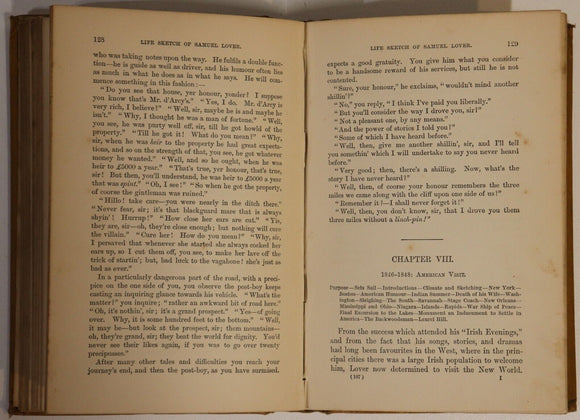 128
LIFE SKETCH OF SAMUEL LOVER.
who was taking notes upon the way. He fulfils a double func-
tion—he is guide as well as driver, and his humour often lies
as much in what he does as in what he says. He will com-
mence something in this fashion:—
"Do you see that house, yer honour, yonder! I suppose
you know that's Mr. d'Arcy's." "Yes, I do. Mr. d'Arcy is
very rich, I believe!" "Well, sir, maybe he is and maybe he
isn't." "Why, I thought he was a man of fortune." "Well,
you see, he was purty well off, sir, till he got howld of the
property." "Till he got it! What do you mean?" "Why,
sir, when he was heir to the property he had great expecta-
tions, and so on the strength of that, you see, he got whatever
money he wanted." "Well, and so he ought, when he was
heir to £5000 a year." "That's true, yer honour, that's true,
sir! But then, you'll understand, he was heir to £5000 a year
that was spint." "Oh, I see!" "So when he got the property,
of coorse the gintleman was ruined."
"Hillo! take care—you were nearly in the ditch there."
"Never fear, sir; it's that blackguard mare that is always
shyin'! Hurrup!" "How close her ears are cut." "Yis,
they are, sir—oh, they're close enough; but nothing will cure
the villain." "Cure her! How do you mean!" "Why, sir,
I persaved that whenever she started she always cocked her
ears up, so I cut them off, you see, to make her lave off the
trick of startin'; but, bad lock to the vagabone! she's just as
bad as ever."
In a particularly dangerous part of the road, with a preci-
pice on the one side of you, you observe the post-boy keeps
casting an inquiring glance towards his vehicle. "What's the
matter?" you inquire; "rather an awkward bit of road here."
"Oh, it's nothin', sir; it's a grand prospect." "Yes—of going
over. Why, it is some hundred feet to the bottom." "Well,
it may be—but look at the prospect, sir; them mountains—
oh, they're grand, sir; they beat the world for dignity. You'd
never see their likes again, if you was to go over twenty
precipasses."
After many other tales and difficulties you reach your
journey's end, and then the post-boy, as you have surmised,
LIFE SKETCH OF SAMUEL LOVER.
129
expects a good gratuity. You give him what you consider
to be a handsome reward of his services, but still he is not
contented.
"Sure, your honour," he exclaims, "wouldn't mind another
shillin'!"
"No," you reply, "I think I've paid you liberally."
"But you'll consider the way I drove you, sir!"
"Not a pleasant one, by any means."
"And the power of stories I told you!"
"Some of which I have heard before."
"Well, then, give me another shillin', sir, and I'll tell
you somethin' which I will undertake to say you never heard
before."
"Very good; then, there's a shilling. Now, what's the
story I have never heard?"
"Well, then, of course your honour remembers the three
miles we came along the cliff upon one side of us!"
"Remember it!—I shall never forget it!"
"Well, then, you don't know, sir, that I drove you them
three miles without a linch-pin!"
CHAPTER VIII.
1846-1848: AMERICAN VISIT.
Purpose—Sets Sail—Introductions—Climate and Sketching—New York—
Boston—American Humour—Indian Summer—Death of his Wife—Wash-
ington—Sleighing—The South—Savannah—Stage Coach—New Orleans—
Mississippi and Ohio—Niagara—Islands—Rapids—War Ship of Peace—
Final Excursion to the Lakes—Monument an Inducement to Settle in
America—The Backwoodsman—Leard Hill.
From the success which attended his "Irish Evenings,"
and from the fact that his songs, stories, and dramas
had long been favourites in the West, where in the prin-
cipal cities there was a large Irish population to welcome
him, Lover now determined to visit the New World.
(197)
I